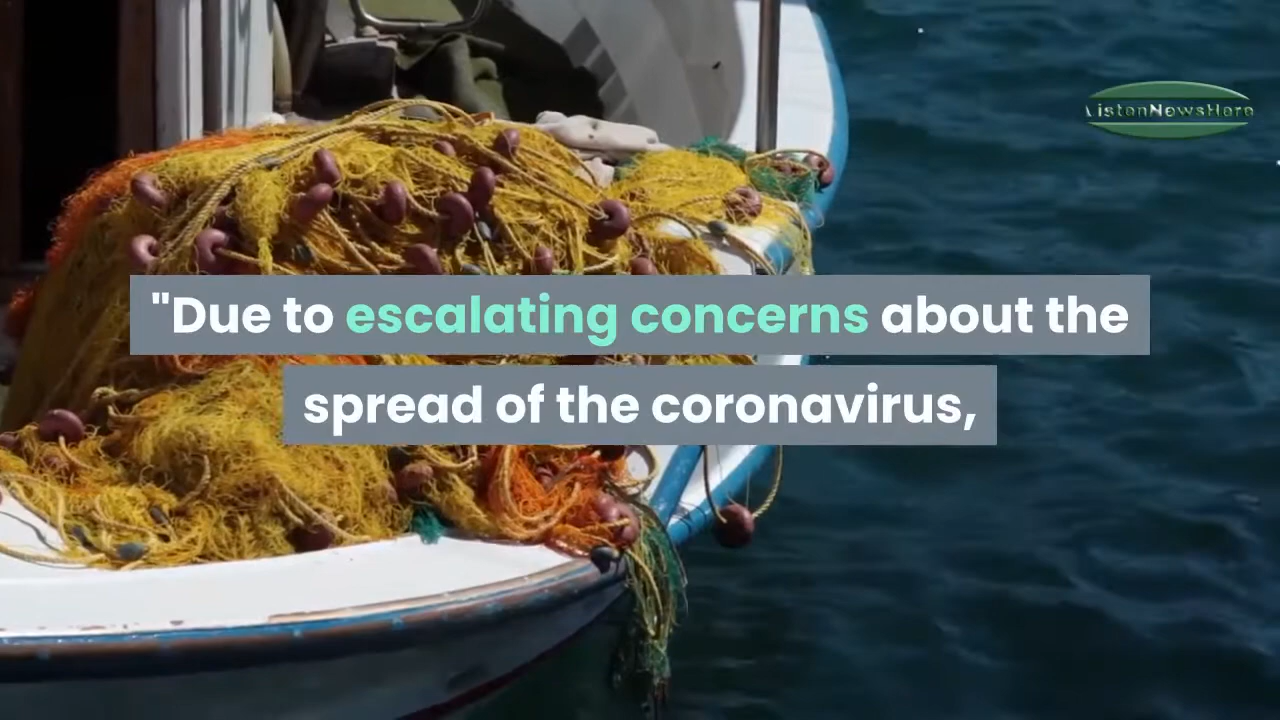 ListenNewsHere
"Due to escalating concerns about the
spread of the coronavirus,